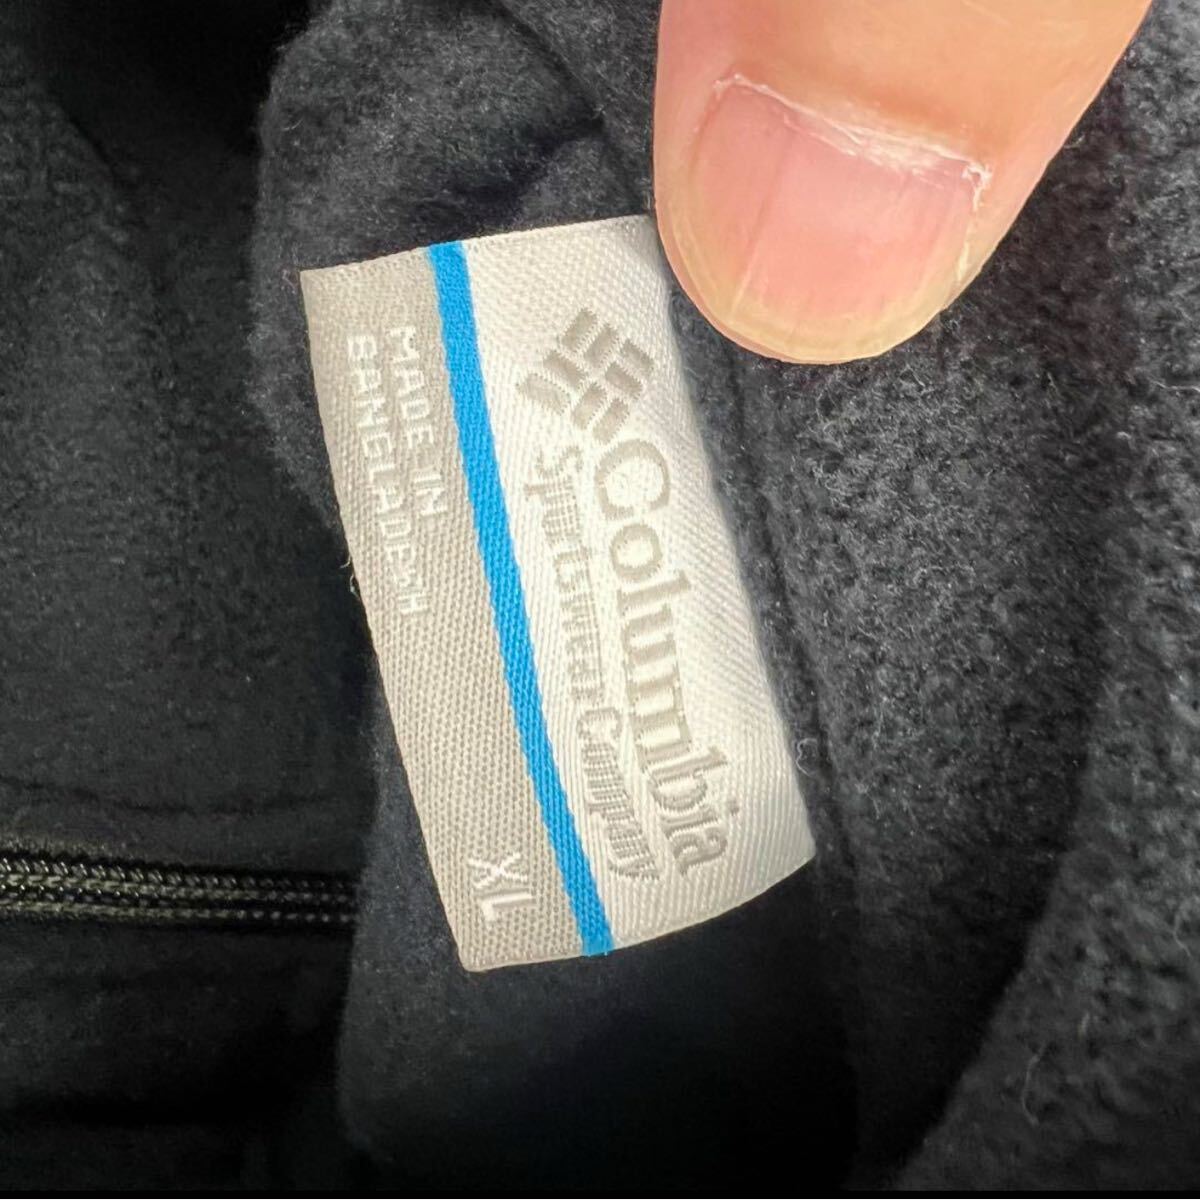 Columbia
Sportswear Company
MADE IN
BANGLADESH
XL